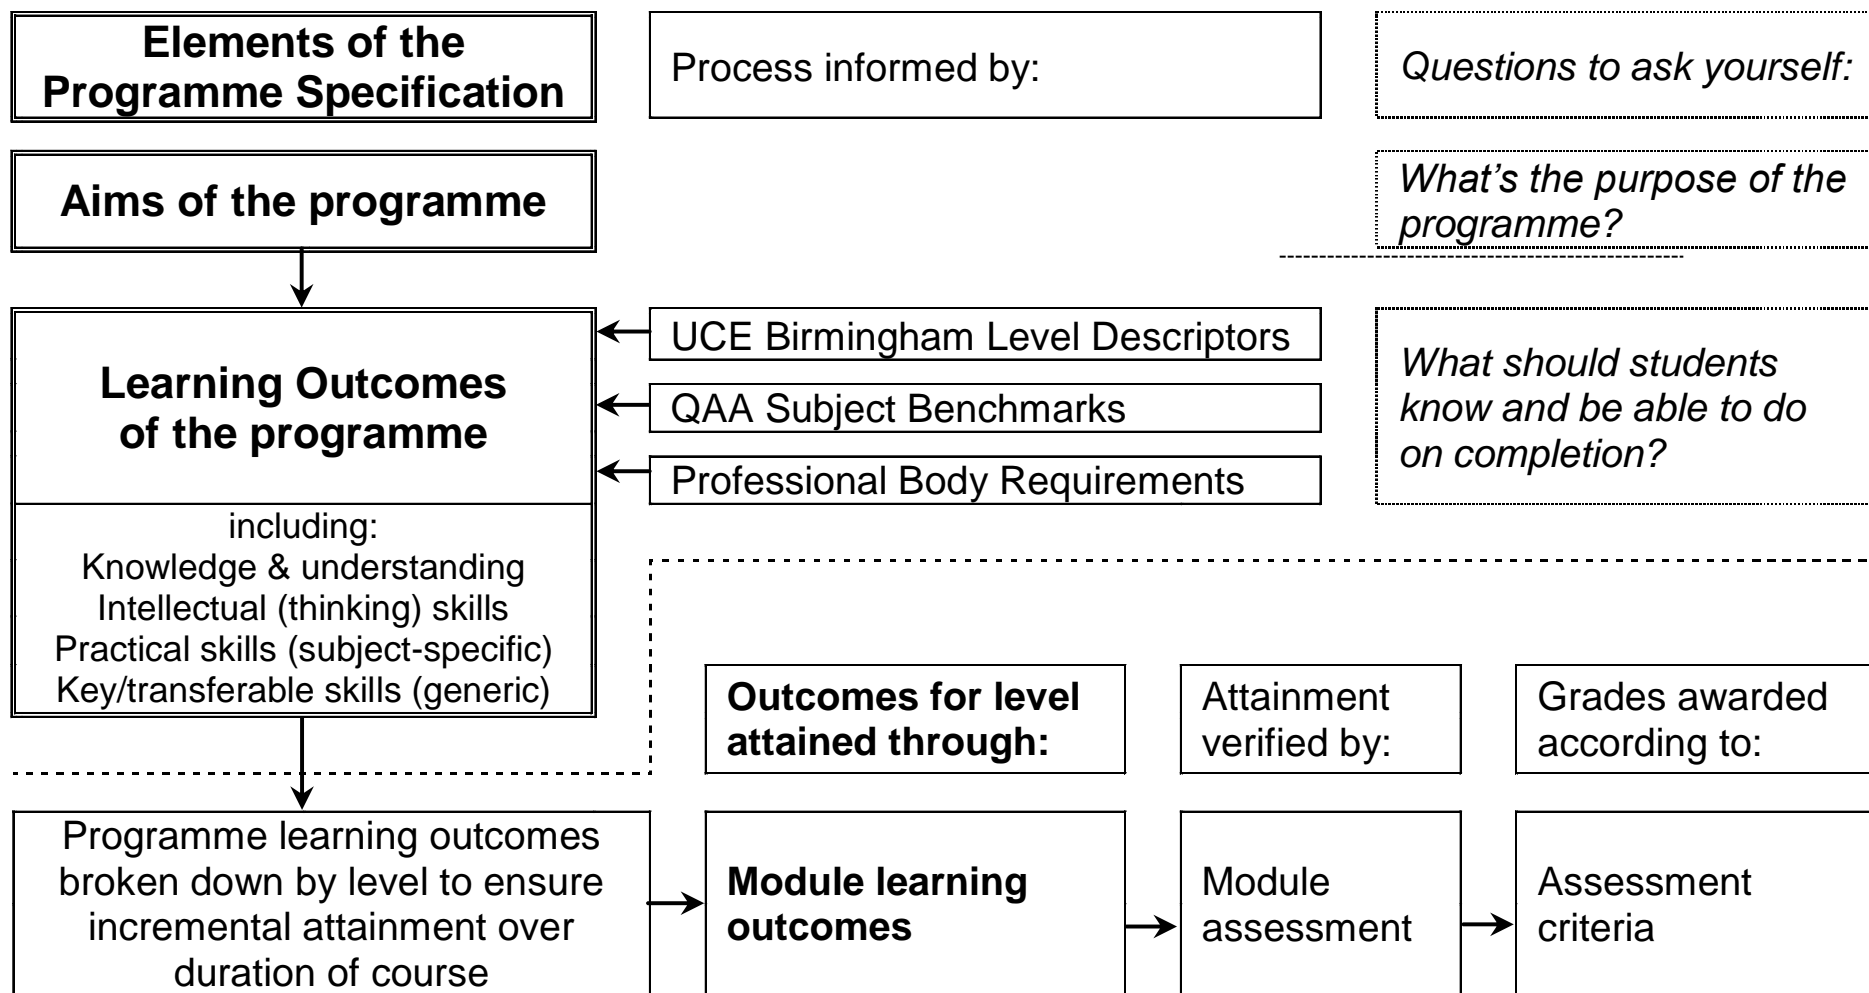 Elements of the
Programme Specification
Process informed by:
Questions to ask yourself:
Aims of the programme
What’s the purpose of the
programme?
Learning Outcomes
of the programme
UCE Birmingham Level Descriptors
QAA Subject Benchmarks
Professional Body Requirements
What should students
know and be able to do
on completion?
including:
Knowledge & understanding
Intellectual (thinking) skills
Practical skills (subject-specific)
Key/transferable skills (generic)
Outcomes for level
attained through:
Attainment
verified by:
Grades awarded
according to:
Programme learning outcomes
broken down by level to ensure
incremental attainment over
duration of course
Module learning
outcomes
Module
assessment
Assessment
criteria